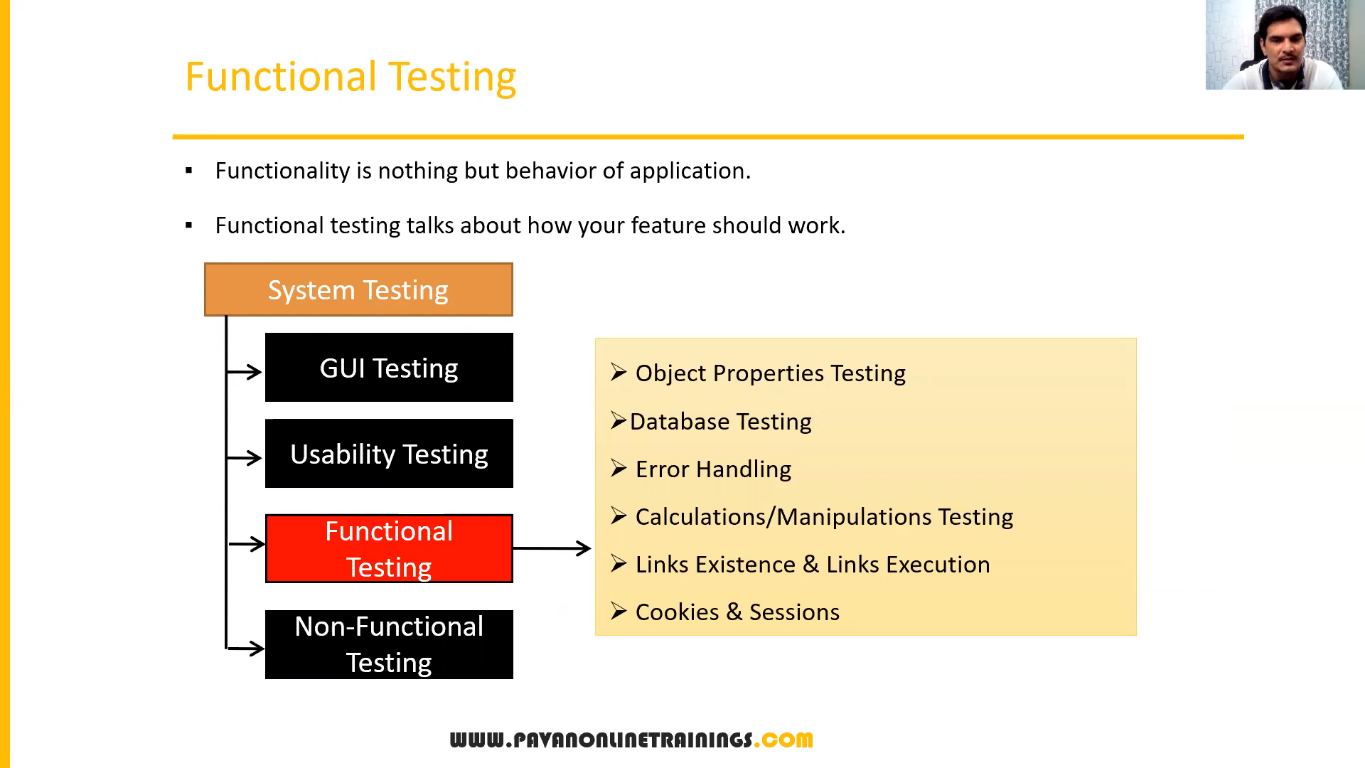 Functional Testing
▪ Functionality is nothing but behavior of application.
▪ Functional testing talks about how your feature should work.
System Testing
GUI Testing
Usability Testing
Functional
Testing
Non-Functional
Testing
➢ Object Properties Testing
➢Database Testing
➢ Error Handling
➢ Calculations/Manipulations Testing
➢ Links Existence & Links Execution
➢ Cookies & Sessions
WWW.PAVANONLINETRAININGS.COM